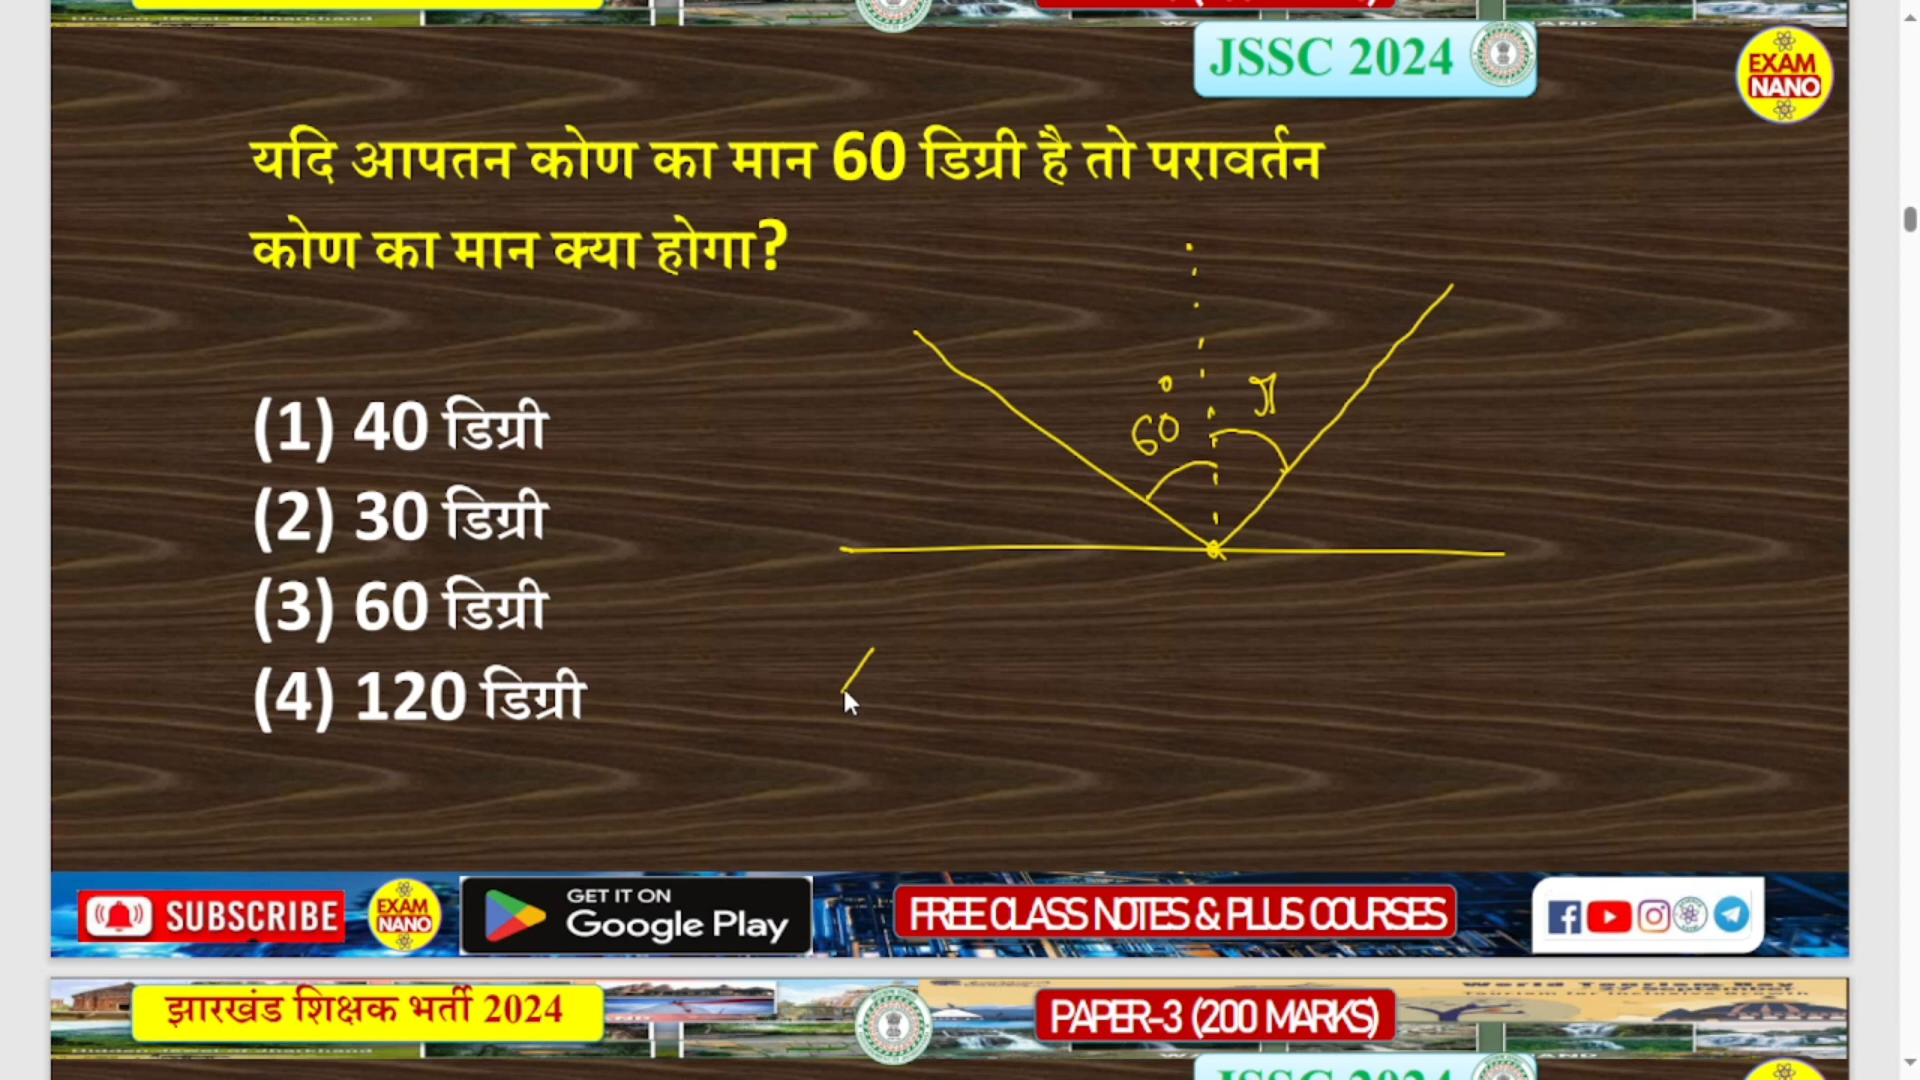 JSSC 2024
EXAM
NANO
यदि आपतन कोण का मान 60 डिग्री है तो परावर्तन
कोण का मान क्या होगा?
60°
(1) 40 डिग्री
(2) 30 डिग्री
(3) 60 डिग्री
(4) 120 डिग्री
SUBSCRIBE
EXAM
NANO
GET IT ON
Google Play
FREE CLASS NOTES & PLUS COURSES
झारखंड शिक्षक भर्ती 2024
PAPER-3 (200 MARKS)